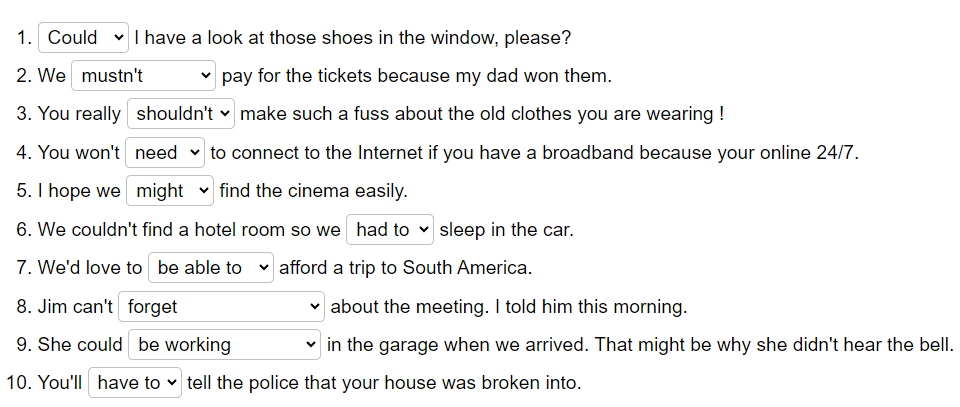 1. Could I have a look at those shoes in the window, please?
2. We mustn't pay for the tickets because my dad won them.
3. You really shouldn't make such a fuss about the old clothes you are wearing !
4. You won't need to connect to the Internet if you have a broadband because your online 24/7.
5. I hope we might find the cinema easily.
6. We couldn't find a hotel room so we had to sleep in the car.
7. We'd love to be able to afford a trip to South America.
8. Jim can't forget about the meeting. I told him this morning.
9. She could be working in the garage when we arrived. That might be why she didn't hear the bell.
10. You'll have to tell the police that your house was broken into.